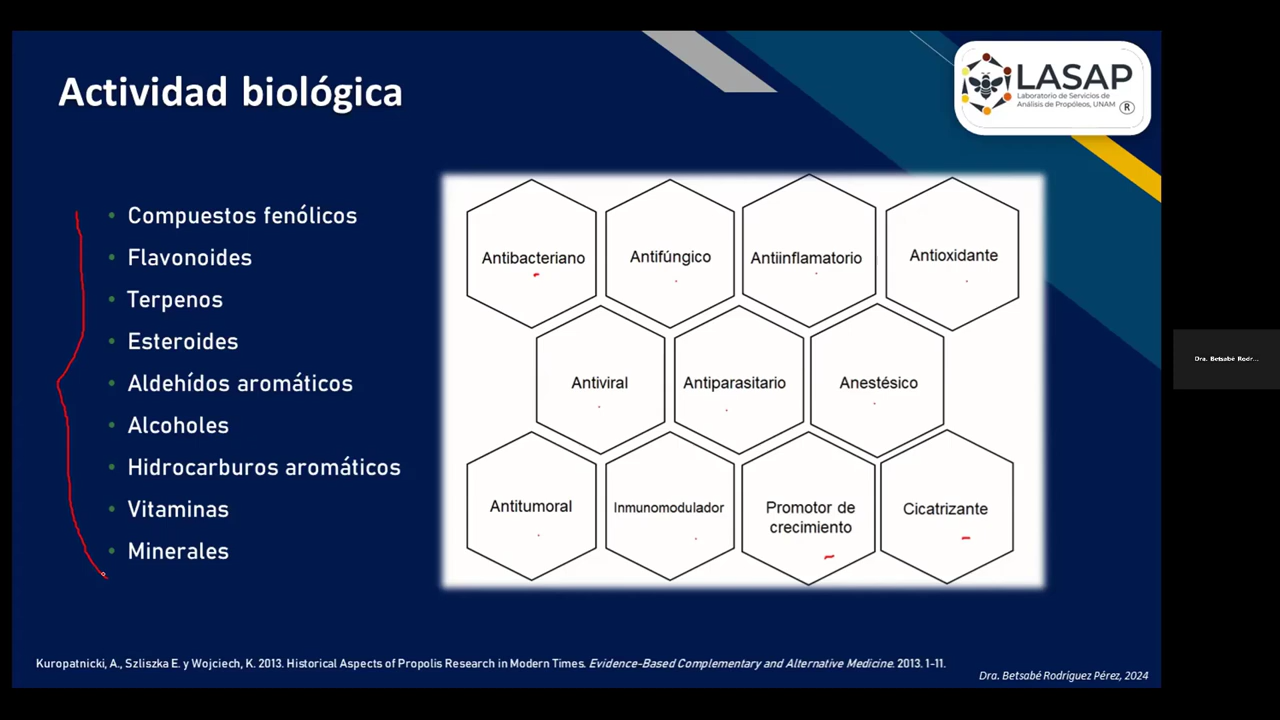 Actividad biológica
LASAP
Laboratorio de Servicios de
Análisis de Propóleos, UNAM
®
• Compuestos fenólicos
• Flavonoides
• Terpenos
• Esteroides
• Aldehídos aromáticos
• Alcoholes
• Hidrocarburos aromáticos
• Vitaminas
• Minerales
Antibacteriano
Antifúngico
Antiinflamatorio
Antioxidante
Antiviral
Antiparasitario
Anestésico
Antitumoral
Inmunomodulador
Promotor de
crecimiento
Cicatrizante
Dra. Betsabé Rodr...
Kuropatnicki, A., Szliszka E. y Wojciech, K. 2013. Historical Aspects of Propolis Research in Modern Times. Evidence-Based Complementary and Alternative Medicine. 2013. 1-11.
Dra. Betsabé Rodríguez Pérez, 2024